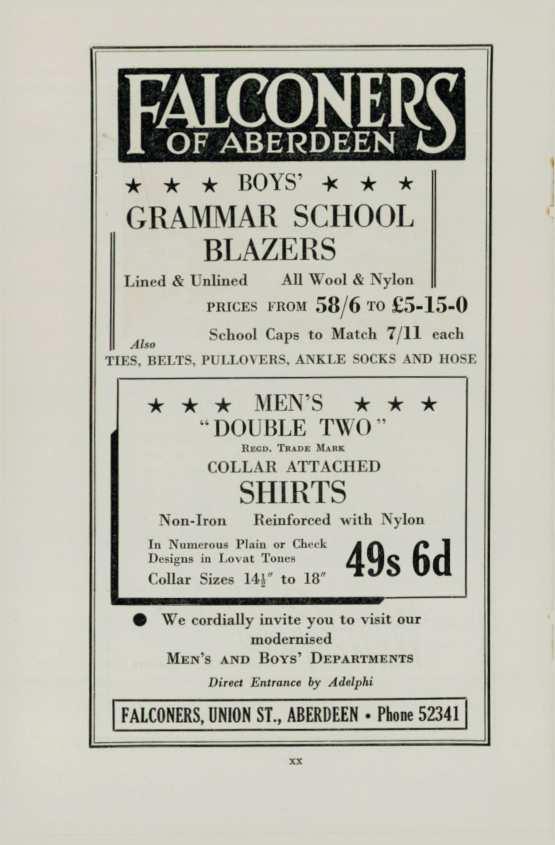 FALCONERS
OF ABERDEEN
★ ★ ★ BOYS' ★ ★ ★
GRAMMAR SCHOOL
BLAZERS
Lined & Unlined All Wool & Nylon
PRICES FROM 58/6 TO £5-15-0
Also School Caps to Match 7/11 each
TIES, BELTS, PULLOVERS, ANKLE SOCKS AND HOSE
★ ★ ★ MEN'S ★ ★ ★
"DOUBLE TWO"
REGD. TRADE MARK
COLLAR ATTACHED
SHIRTS
Non-Iron Reinforced with Nylon
In Numerous Plain or Check
Designs in Lovat Tones
Collar Sizes 14½" to 18"
49s 6d
● We cordially invite you to visit our
modernised
MEN'S AND BOYS' DEPARTMENTS
Direct Entrance by Adelphi
FALCONERS, UNION ST., ABERDEEN • Phone 52341
xx